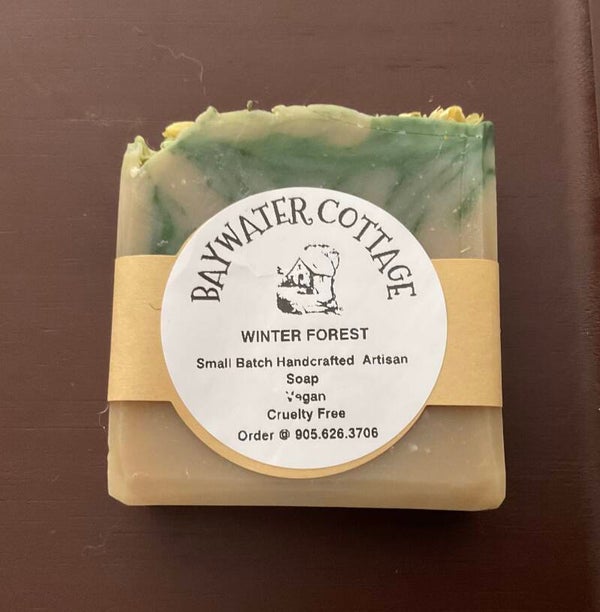 BAYWATER COTTAGE
WINTER FOREST
Small Batch Handcrafted Artisan
Soap
Vegan
Cruelty Free
Order @ 905.626.3706